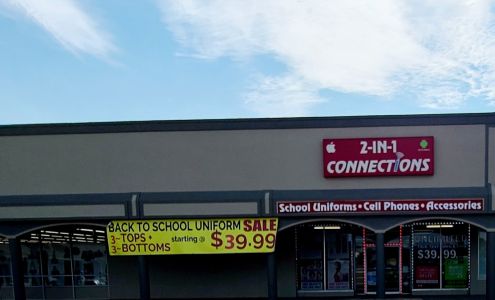 2-IN-1
CONNECTIONS
School Uniforms • Cell Phones • Accessories
BACK TO SCHOOL UNIFORM SALE
3~TOPS + starting @ $39.99
3~BOTTOMS
UNLIMITED
$39.99